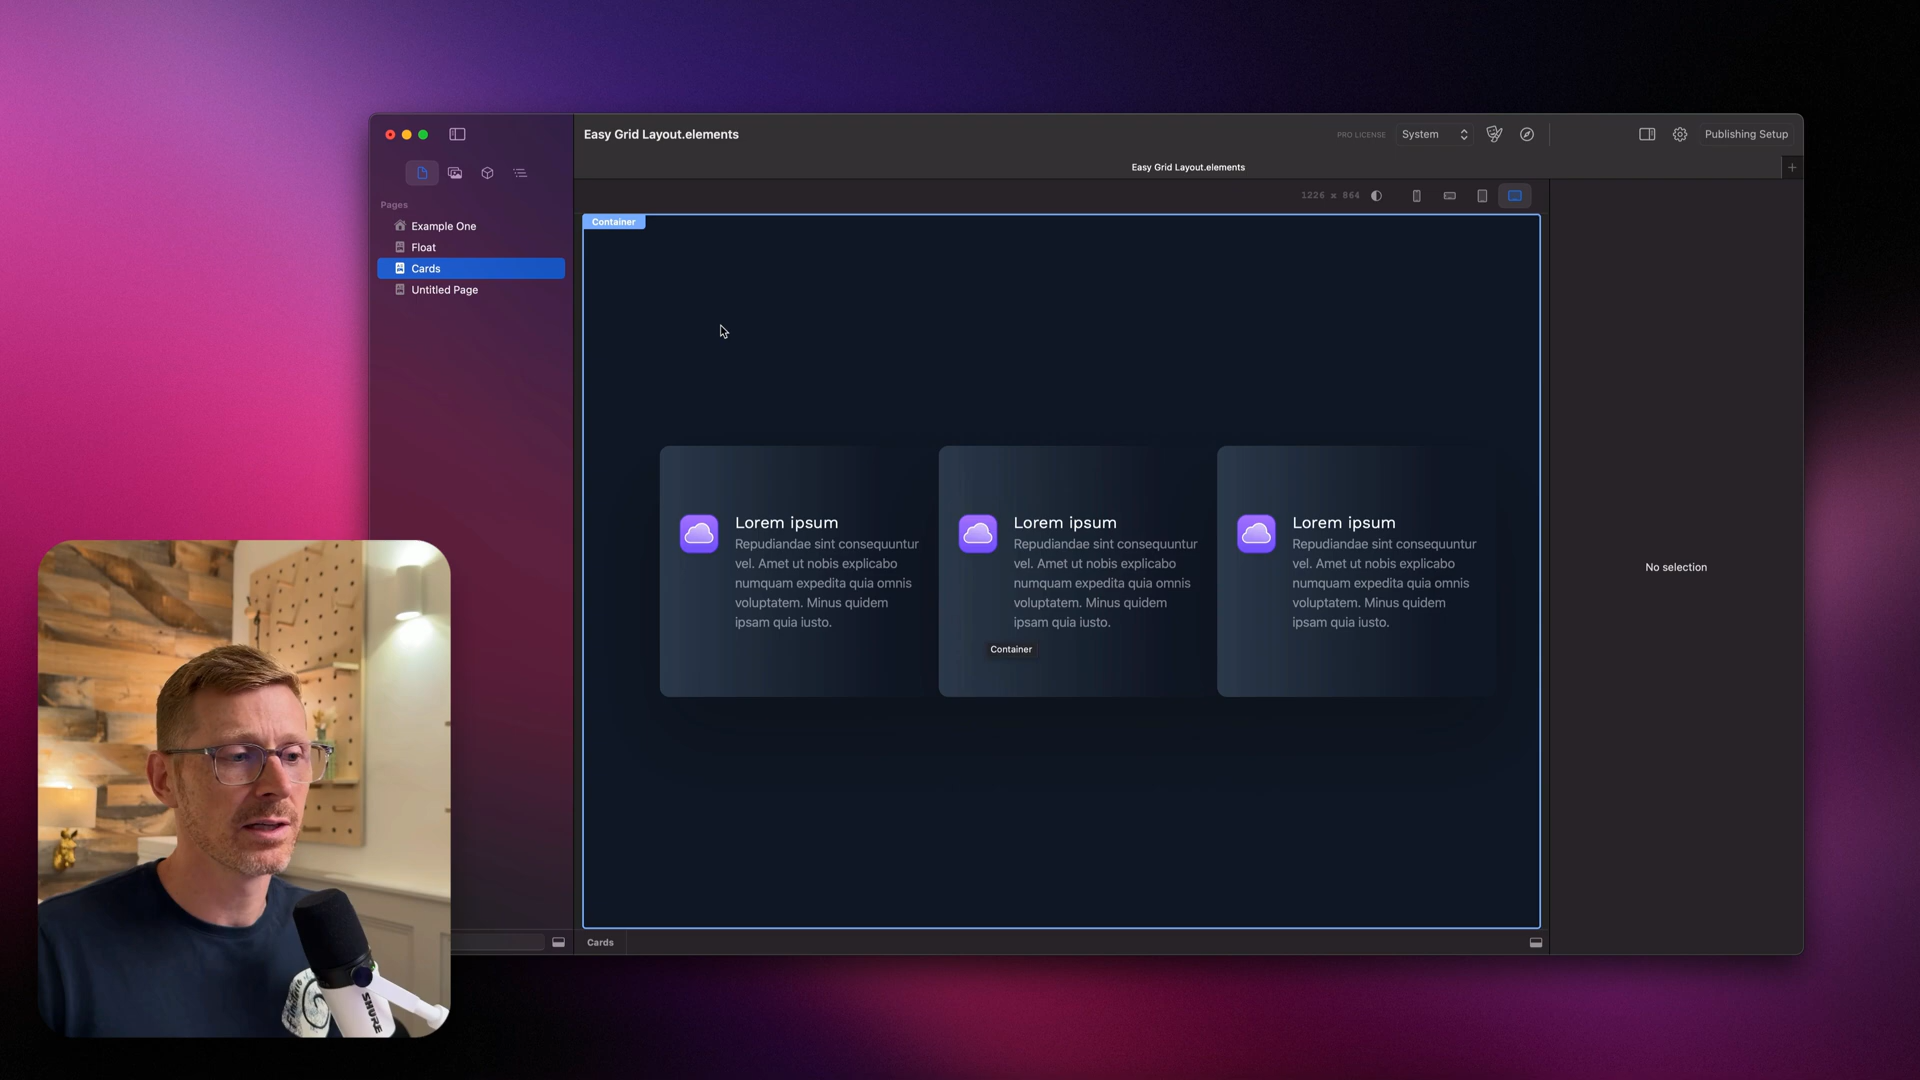 Easy Grid Layout.elements
PRO LICENSE
System
Publishing Setup
Easy Grid Layout.elements
Pages
Example One
Float
Cards
Untitled Page
1226 x 864
Container
Lorem ipsum
Repudiandae sint consequuntur
vel. Amet ut nobis explicabo
numquam expedita quia omnis
voluptatem. Minus quidem
ipsam quia iusto.
Lorem ipsum
Repudiandae sint consequuntur
vel. Amet ut nobis explicabo
numquam expedita quia omnis
voluptatem. Minus quidem
ipsam quia iusto.
Container
Lorem ipsum
Repudiandae sint consequuntur
vel. Amet ut nobis explicabo
numquam expedita quia omnis
voluptatem. Minus quidem
ipsam quia iusto.
No selection
Cards
SHURE